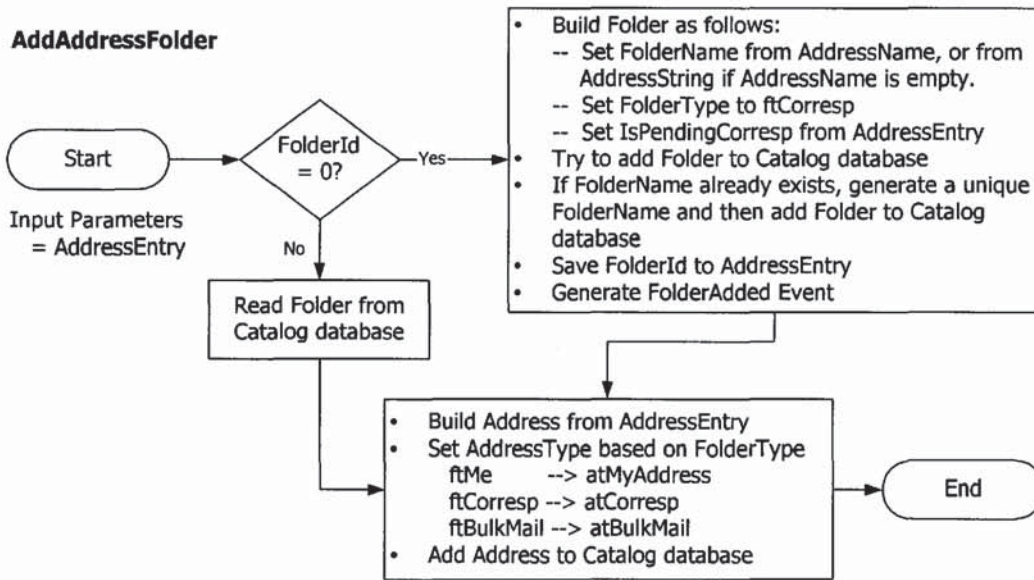 AddAddressFolder
Start
Input Parameters
= AddressEntry
FolderId
= 0?
Yes
No
• Build Folder as follows:
-- Set FolderName from AddressName, or from
AddressString if AddressName is empty.
-- Set FolderType to ftCorresp
-- Set IsPendingCorresp from AddressEntry
• Try to add Folder to Catalog database
• If FolderName already exists, generate a unique
FolderName and then add Folder to Catalog
database
• Save FolderId to AddressEntry
• Generate FolderAdded Event
Read Folder from
Catalog database
• Build Address from AddressEntry
• Set AddressType based on FolderType
ftMe --> atMyAddress
ftCorresp --> atCorresp
ftBulkMail --> atBulkMail
• Add Address to Catalog database
End